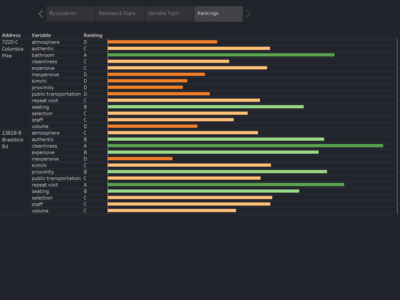 By Location Reviews & Stars Variable Topis Rankings
Address Variable Ranking
7220-C atmosphere D
Columbia authentic C
Pike bathroom A
cleanliness C
expensive C
inexpensive D
kimchi D
proximity D
public transportation D
repeat visit C
seating B
selection C
staff C
volume D
13818-B atmosphere C
Braddock authentic B
Rd cleanliness A
expensive B
inexpensive D
kimchi C
proximity B
public transportation C
repeat visit A
seating B
selection C
staff C
volume C